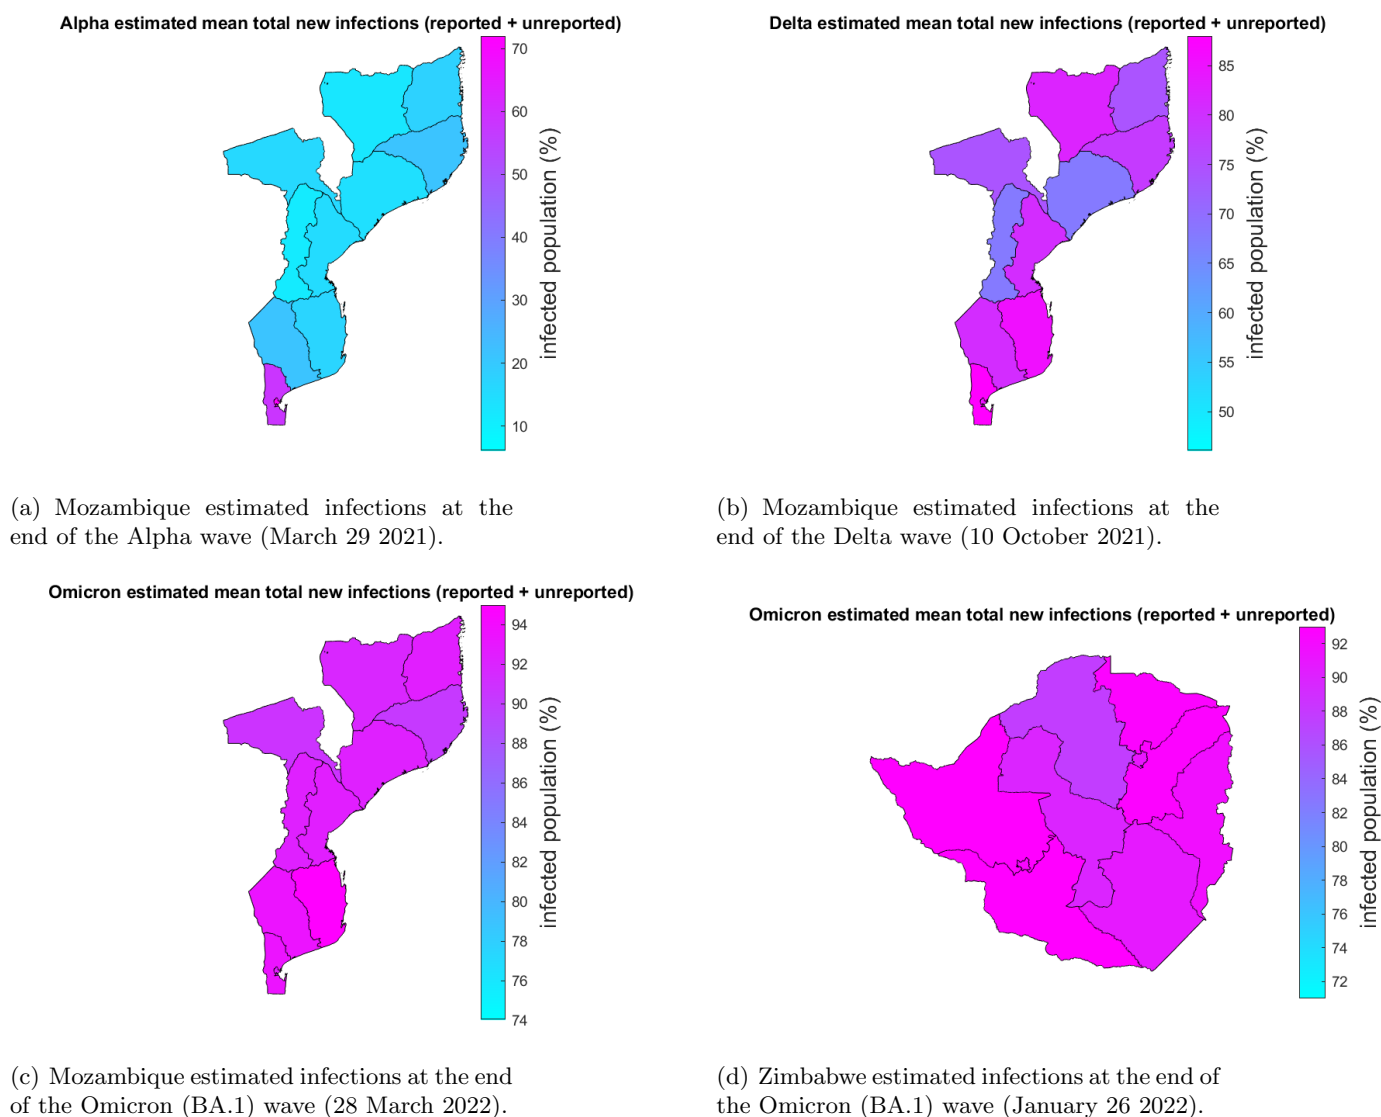 Alpha estimated mean total new infections (reported + unreported)
70
60
50
40
30
20
10
infected population (%)
(a) Mozambique estimated infections at the
end of the Alpha wave (March 29 2021).
Delta estimated mean total new infections (reported + unreported)
85
80
75
70
65
60
55
50
infected population (%)
(b) Mozambique estimated infections at the
end of the Delta wave (10 October 2021).
Omicron estimated mean total new infections (reported + unreported)
94
92
90
88
86
84
82
80
78
76
74
infected population (%)
(c) Mozambique estimated infections at the end
of the Omicron (BA.1) wave (28 March 2022).
Omicron estimated mean total new infections (reported + unreported)
92
90
88
86
84
82
80
78
76
74
72
infected population (%)
(d) Zimbabwe estimated infections at the end of
the Omicron (BA.1) wave (January 26 2022).